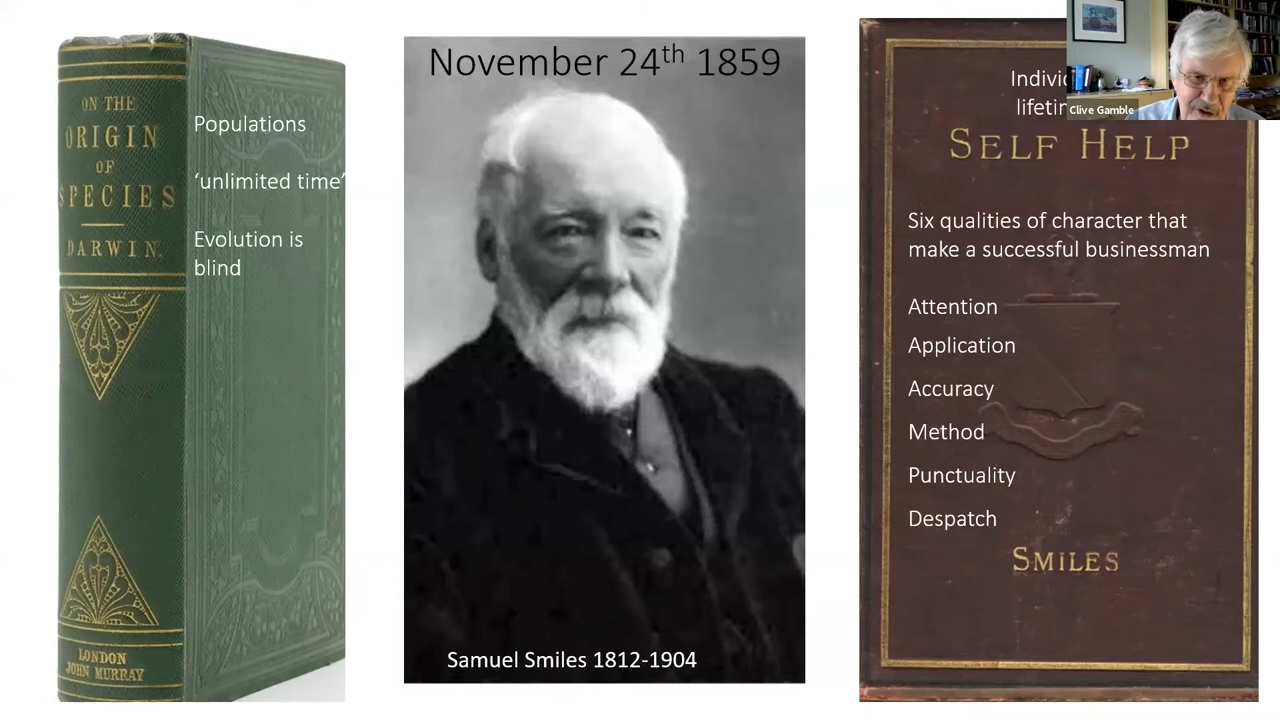 ON THE
ORIGIN
OF
SPECIES
DARWIN.
LONDON
JOHN MURRAY
Populations
‘unlimited time’
Evolution is
blind
November 24th 1859
Samuel Smiles 1812-1904
Clive Gamble
SELF HELP
Six qualities of character that
make a successful businessman
Attention
Application
Accuracy
Method
Punctuality
Despatch
SMILES